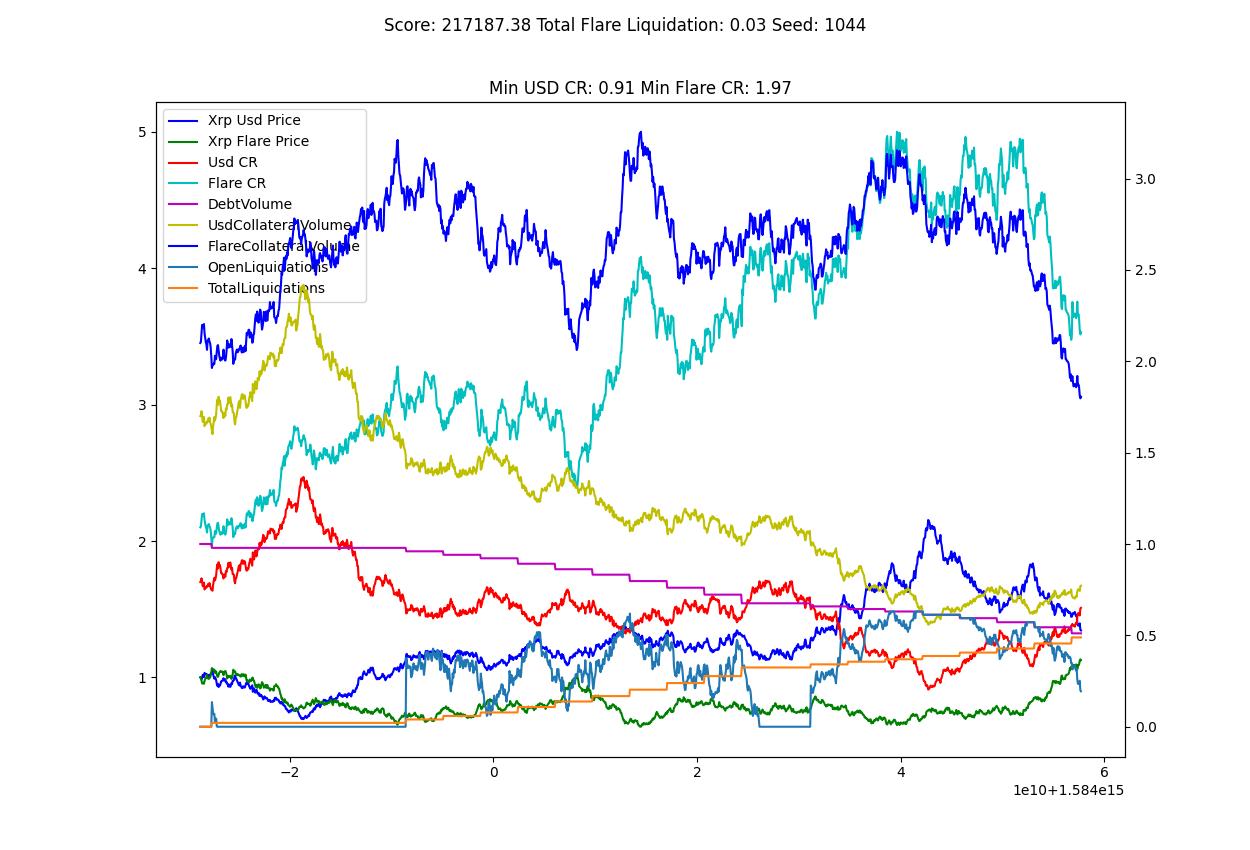 Score: 217187.38 Total Flare Liquidation: 0.03 Seed: 1044
Min USD CR: 0.91 Min Flare CR: 1.97
Xrp Usd Price
Xrp Flare Price
Usd CR
Flare CR
DebtVolume
UsdCollateralVolume
FlareCollateralVolume
OpenLiquidations
TotalLiquidations
5
4
3
2
1
3.0
2.5
2.0
1.5
1.0
0.5
0.0
−2
0
2
4
6
1e10+1.584e15